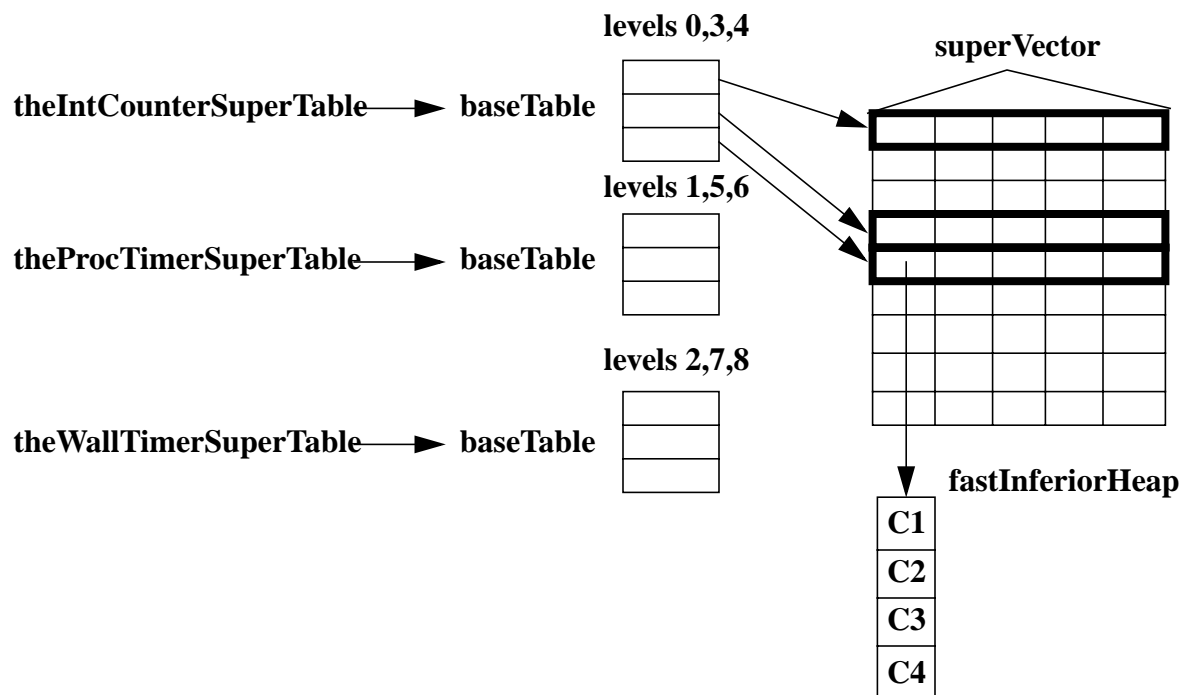 levels 0,3,4
superVector
theIntCounterSuperTable
baseTable
levels 1,5,6
theProcTimerSuperTable
baseTable
levels 2,7,8
theWallTimerSuperTable
baseTable
fastInferiorHeap
C1
C2
C3
C4